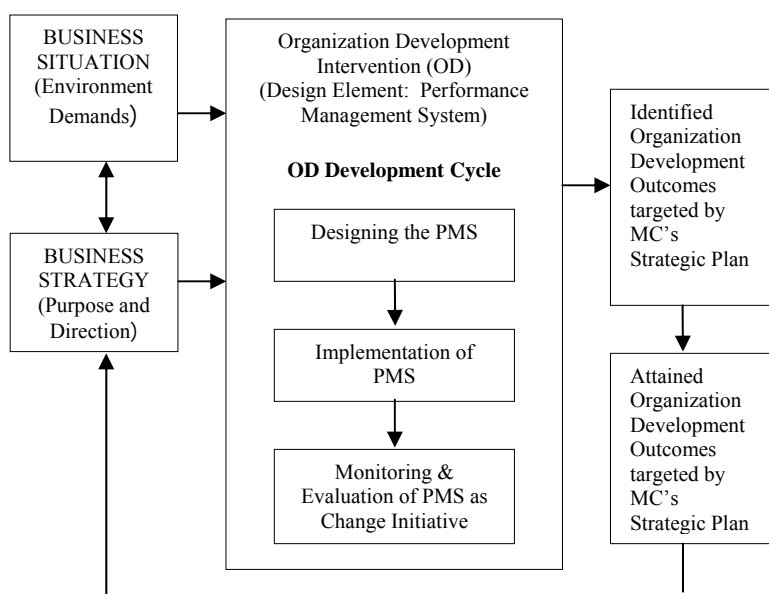 BUSINESS
SITUATION
(Environment
Demands)
BUSINESS
STRATEGY
(Purpose and
Direction)
Organization Development
Intervention (OD)
(Design Element: Performance
Management System)
OD Development Cycle
Designing the PMS
Implementation of
PMS
Monitoring &
Evaluation of PMS as
Change Initiative
Identified
Organization
Development
Outcomes
targeted by
MC's
Strategic Plan
Attained
Organization
Development
Outcomes
targeted by
MC's
Strategic Plan